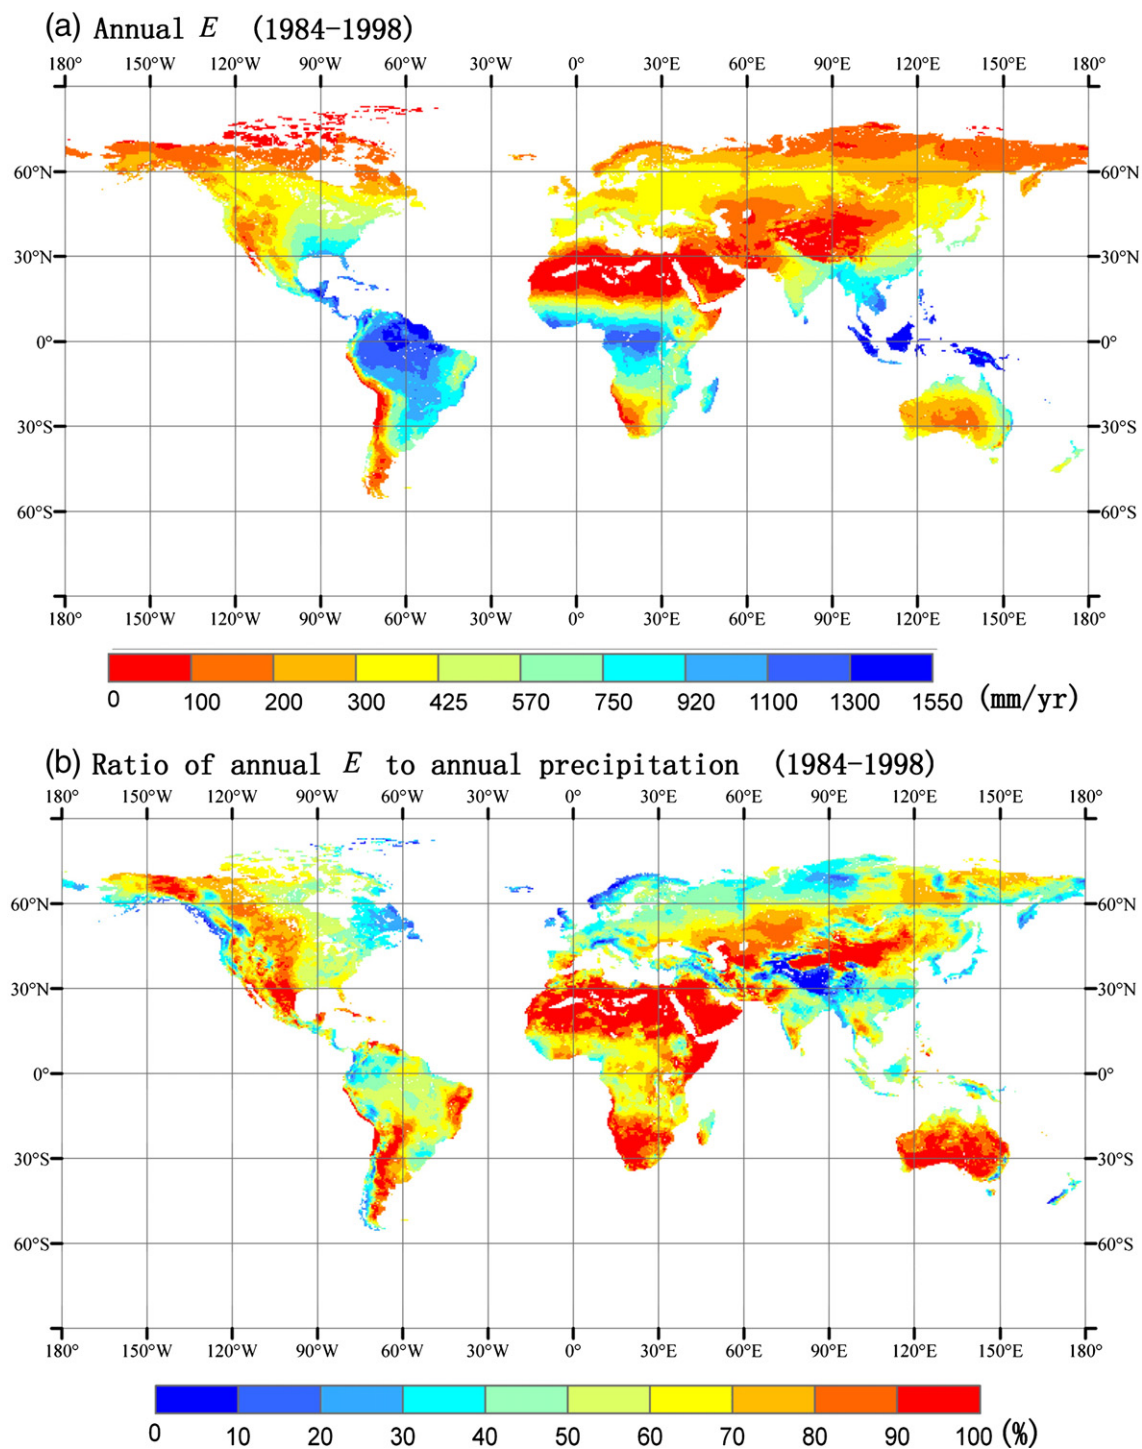 (a) Annual E (1984-1998)
180° 150°W 120°W 90°W 60°W 30°W 0° 30°E 60°E 90°E 120°E 150°E 180°
60°N 60°N
30°N 30°N
0° 0°
30°S 30°S
60°S 60°S
180° 150°W 120°W 90°W 60°W 30°W 0° 30°E 60°E 90°E 120°E 150°E 180°
0 100 200 300 425 570 750 920 1100 1300 1550 (mm/yr)
(b) Ratio of annual E to annual precipitation (1984-1998)
180° 150°W 120°W 90°W 60°W 30°W 0° 30°E 60°E 90°E 120°E 150°E 180°
60°N 60°N
30°N 30°N
0° 0°
30°S 30°S
60°S 60°S
180° 150°W 120°W 90°W 60°W 30°W 0° 30°E 60°E 90°E 120°E 150°E 180°
0 10 20 30 40 50 60 70 80 90 100 (%)